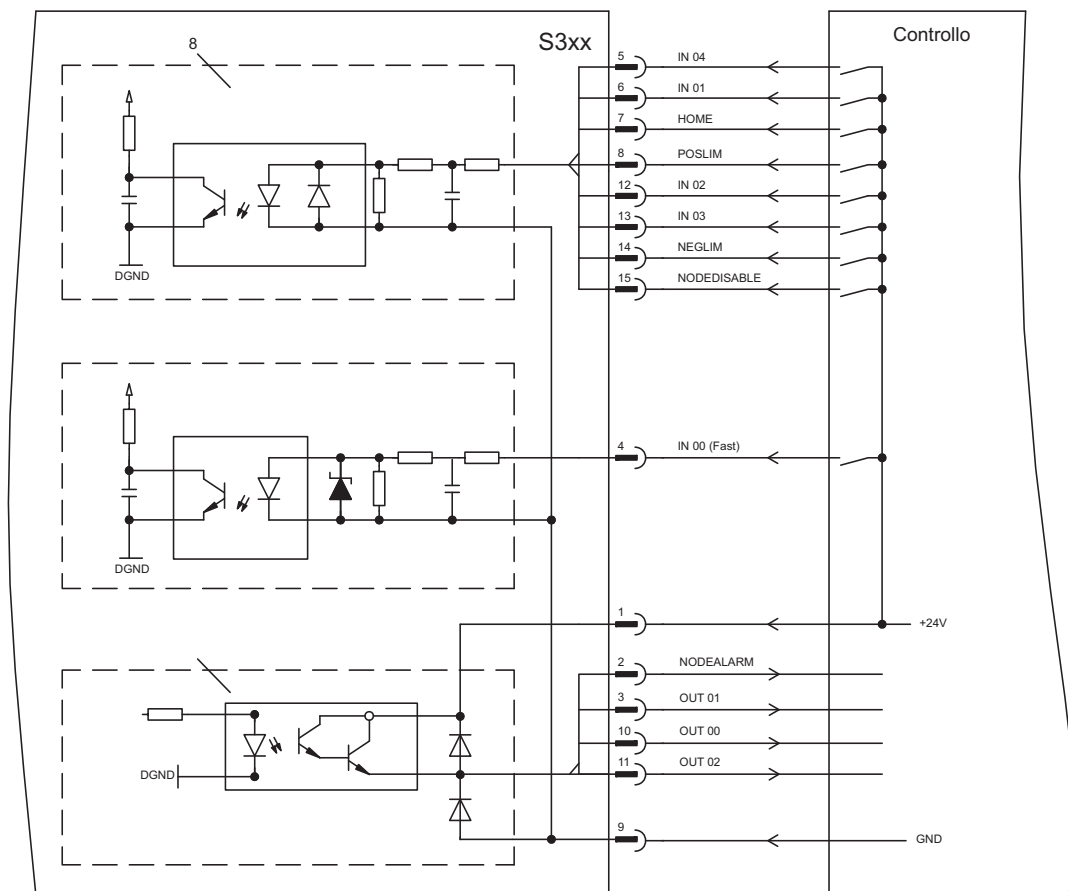 S3xx
Controllo
8
5 IN 04
6 IN 01
7 HOME
8 POSLIM
12 IN 02
13 IN 03
14 NEGLIM
15 NODEDISABLE
DGND
4 IN 00 (Fast)
DGND
1 +24V
2 NODEALARM
3 OUT 01
10 OUT 00
11 OUT 02
DGND
9 GND